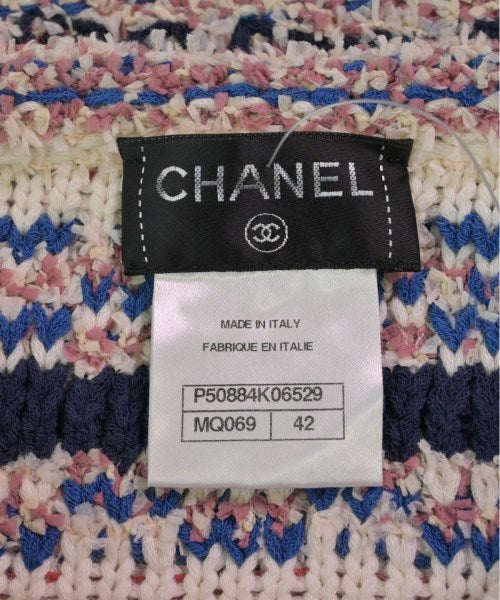 CHANEL
MADE IN ITALY
FABRIQUE EN ITALIE
P50884K06529
MQ069 42